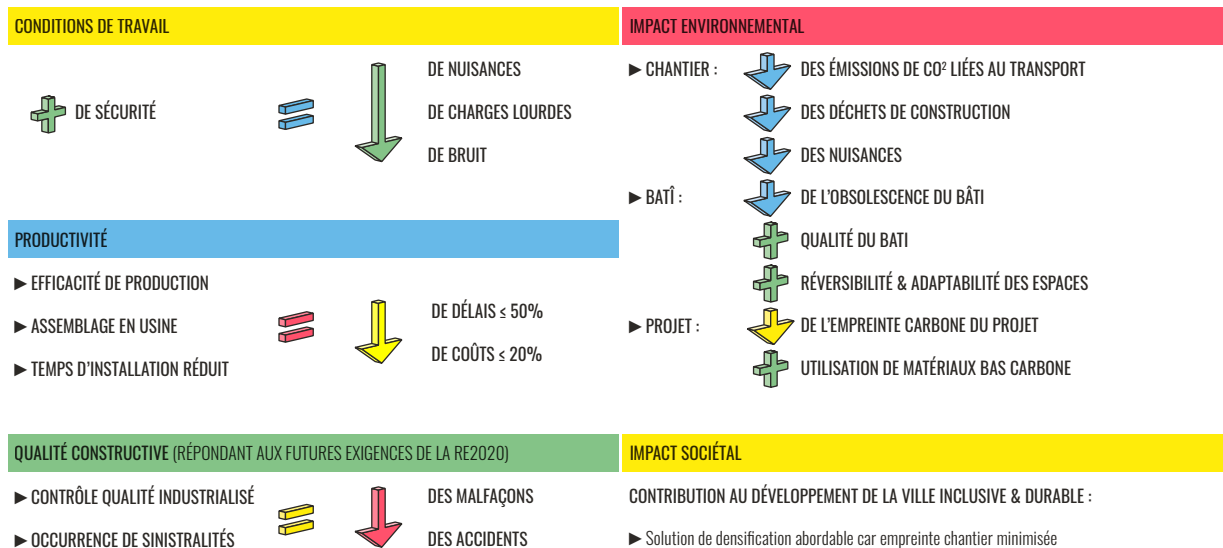 CONDITIONS DE TRAVAIL
DE SÉCURITÉ
DE NUISANCES
DE CHARGES LOURDES
DE BRUIT
PRODUCTIVITÉ
► EFFICACITÉ DE PRODUCTION
► ASSEMBLAGE EN USINE
► TEMPS D'INSTALLATION RÉDUIT
DE DÉLAIS ≤ 50%
DE COÛTS ≤ 20%
QUALITÉ CONSTRUCTIVE (RÉPONDANT AUX FUTURES EXIGENCES DE LA RE2020)
► CONTRÔLE QUALITÉ INDUSTRIALISÉ
► OCCURRENCE DE SINISTRALITÉS
DES MALFAÇONS
DES ACCIDENTS
IMPACT ENVIRONNEMENTAL
► CHANTIER : DES ÉMISSIONS DE CO² LIÉES AU TRANSPORT
DES DÉCHETS DE CONSTRUCTION
DES NUISANCES
► BATÎ : DE L'OBSOLESCENCE DU BÂTI
QUALITÉ DU BATI
RÉVERSIBILITÉ & ADAPTABILITÉ DES ESPACES
► PROJET : DE L'EMPREINTE CARBONE DU PROJET
UTILISATION DE MATÉRIAUX BAS CARBONE
IMPACT SOCIÉTAL
CONTRIBUTION AU DÉVELOPPEMENT DE LA VILLE INCLUSIVE & DURABLE :
► Solution de densification abordable car empreinte chantier minimisée